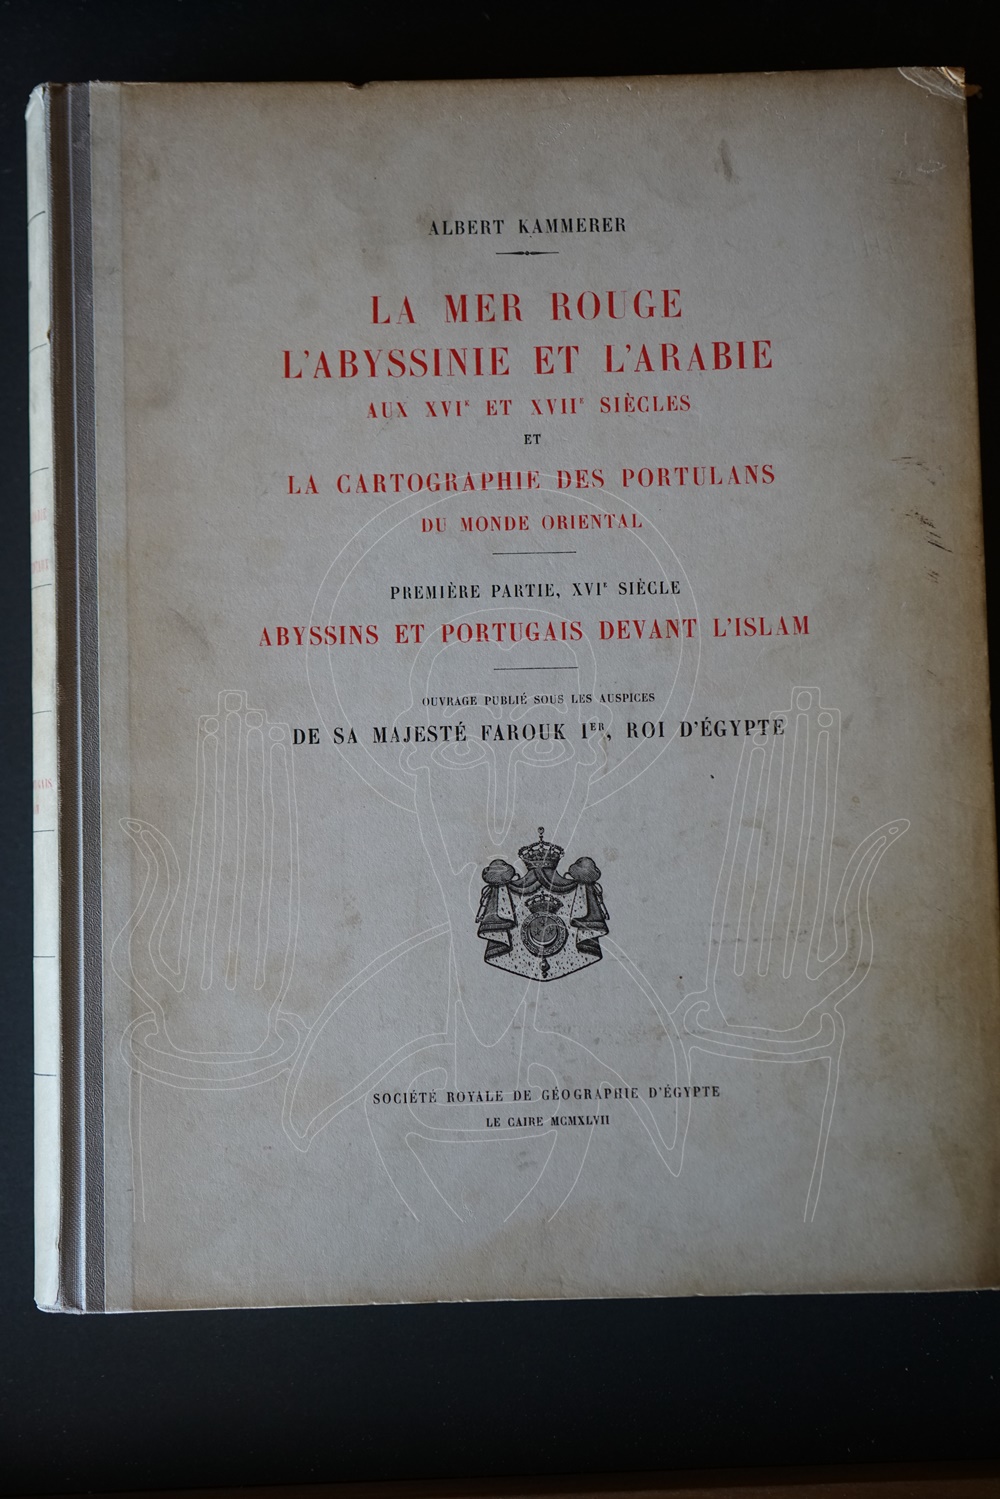 ALBERT KAMMERER
LA MER ROUGE
L'ABYSSINIE ET L'ARABIE
AUX XVIE ET XVIIE SIÈCLES
ET
LA CARTOGRAPHIE DES PORTULANS
DU MONDE ORIENTAL
PREMIÈRE PARTIE, XVIE SIÈCLE
ABYSSINS ET PORTUGAIS DEVANT L'ISLAM
OUVRAGE PUBLIÉ SOUS LES AUSPICES
DE SA MAJESTÉ FAROUK IER, ROI D'ÉGYPTE
SOCIÉTÉ ROYALE DE GÉOGRAPHIE D'ÉGYPTE
LE CAIRE MCMXLVII